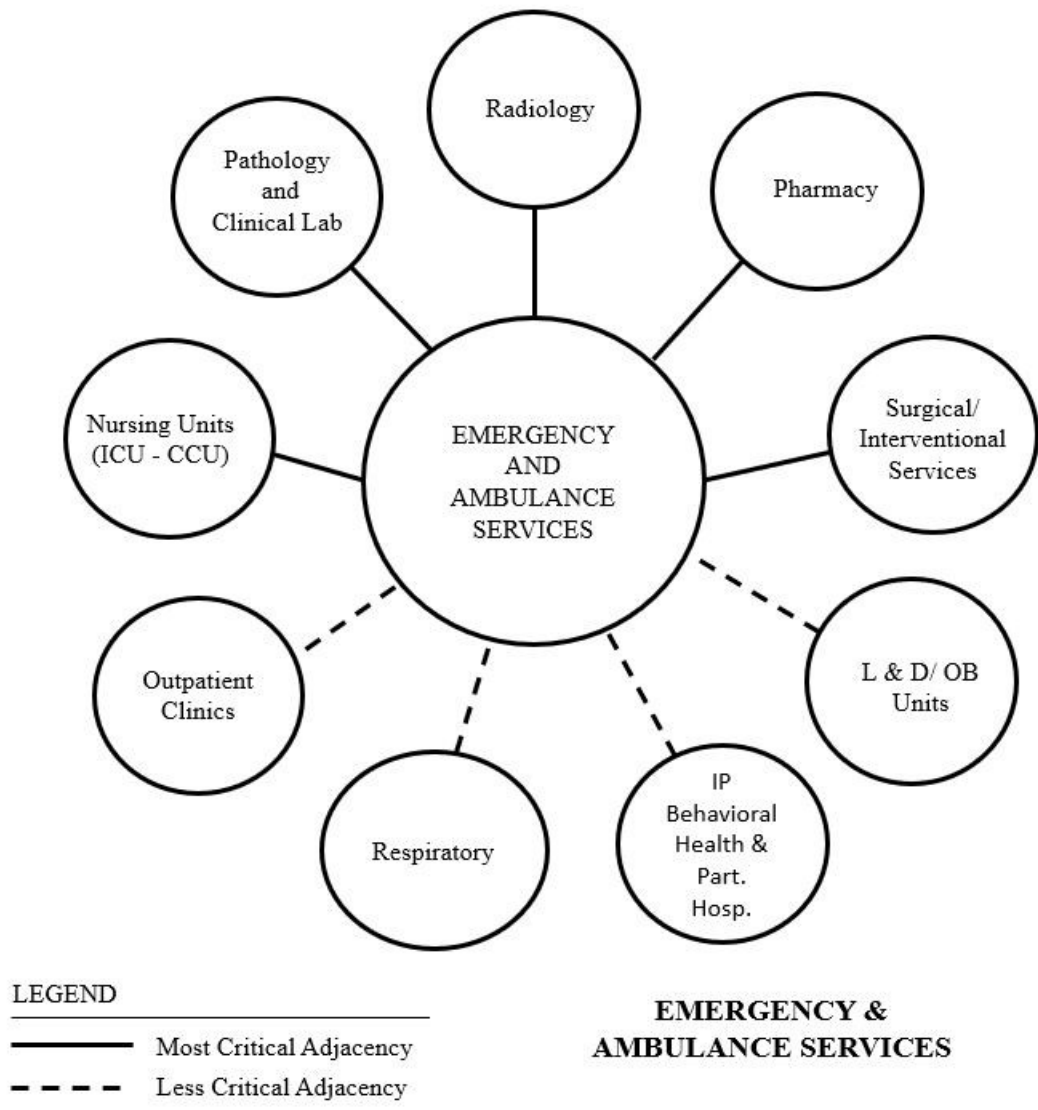 Radiology
Pathology
and
Clinical Lab
Pharmacy
Nursing Units
(ICU - CCU)
EMERGENCY
AND
AMBULANCE
SERVICES
Surgical/
Interventional
Services
Outpatient
Clinics
L & D/ OB
Units
Respiratory
IP
Behavioral
Health &
Part.
Hosp.
LEGEND
Most Critical Adjacency
Less Critical Adjacency
EMERGENCY &
AMBULANCE SERVICES